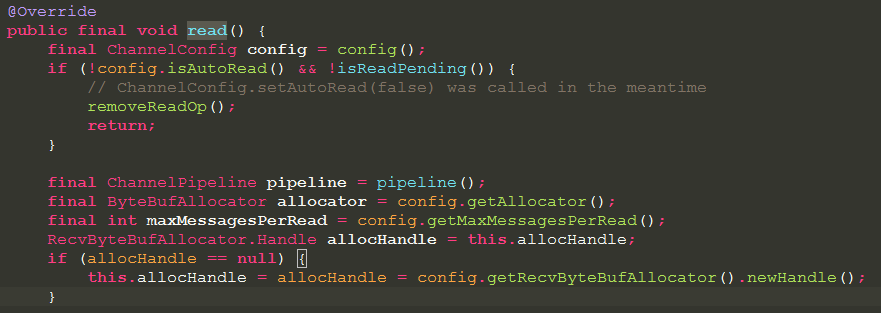 @Override
public final void read() {
    final ChannelConfig config = config();
    if (!config.isAutoRead() && !isReadPending()) {
        // ChannelConfig.setAutoRead(false) was called in the meantime
        removeReadOp();
        return;
    }

    final ChannelPipeline pipeline = pipeline();
    final ByteBufAllocator allocator = config.getAllocator();
    final int maxMessagesPerRead = config.getMaxMessagesPerRead();
    RecvByteBufAllocator.Handle allocHandle = this.allocHandle;
    if (allocHandle == null) {
        this.allocHandle = allocHandle = config.getRecvByteBufAllocator().newHandle();
    }